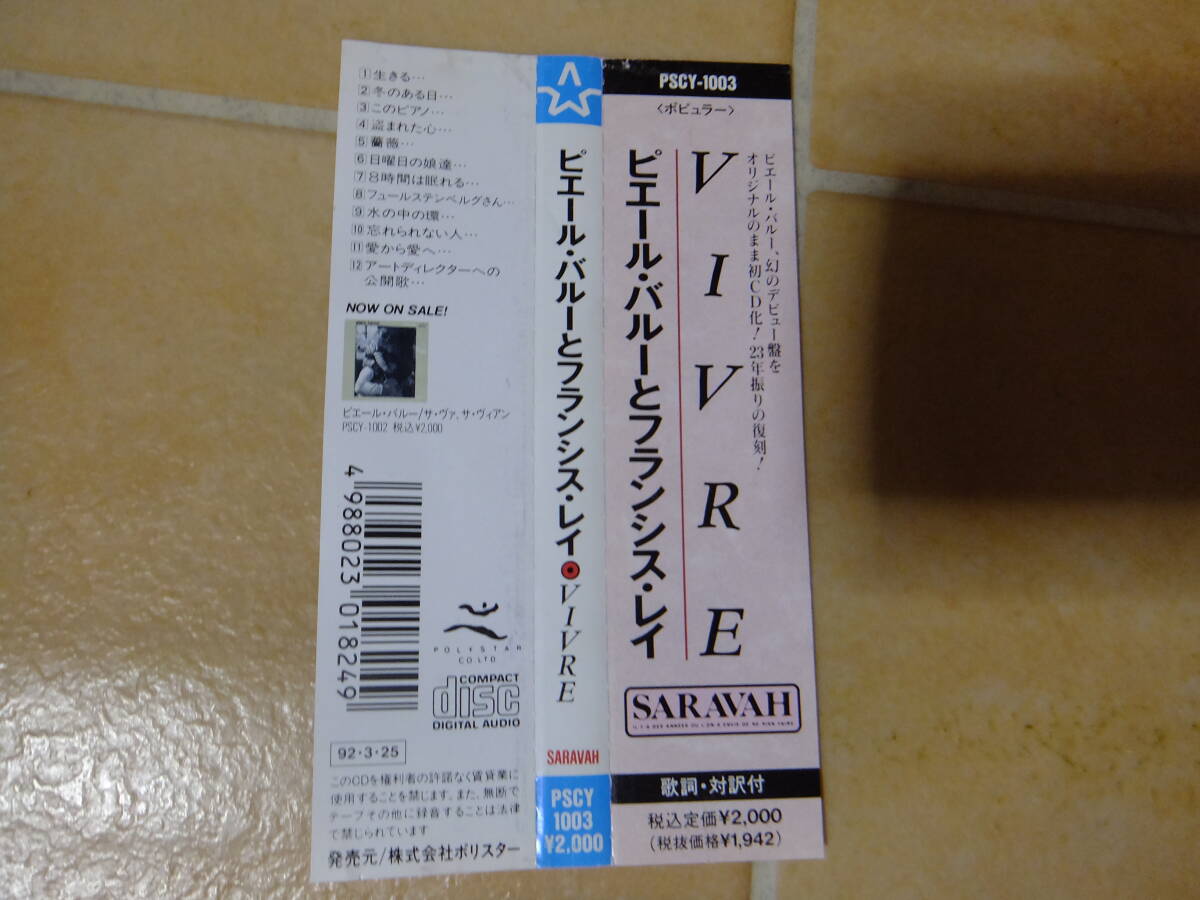 ① 生きる…
② 冬のある日…
③ このピアノ…
④ 盗まれた心…
⑤ 薔薇…
⑥ 日曜日の娘達…
⑦ 8時間は眠れる…
⑧ フュールステンベルグさん…
⑨ 水の中の環…
⑩ 忘れられない人…
⑪ 愛から愛へ…
⑫ アートディレクターへの
公開歌…
NOW ON SALE!
ピエール・バルー/サ・ヴァ、サ・ヴィアン
PSCY-1002 税込¥2,000
4 988023 018249
POLYSTAR
CO.LTD
COMPACT
disc
DIGITAL AUDIO
92・3・25
このCDを権利者の許諾なく賃貸業に
使用することを禁じます。また、無断で
テープその他に録音することは法律
で禁じられています
発売元/株式会社ポリスター
ピエール・バルーとフランシス・レイ VIVRE
SARAVAH
PSCY
1003
¥2,000
PSCY-1003
〈ポピュラー〉
ピエール・バルー、幻のデビュー盤を
オリジナルのまま初CD化! 23年振りの復刻!
VIVRE
ピエール・バルーとフランシス・レイ
SARAVAH
IL Y A DES ANNEES OU L'ON A ENVIE DE NE RIEN FAIRE
歌詞・対訳付
税込定価¥2,000
(税抜価格¥1,942)